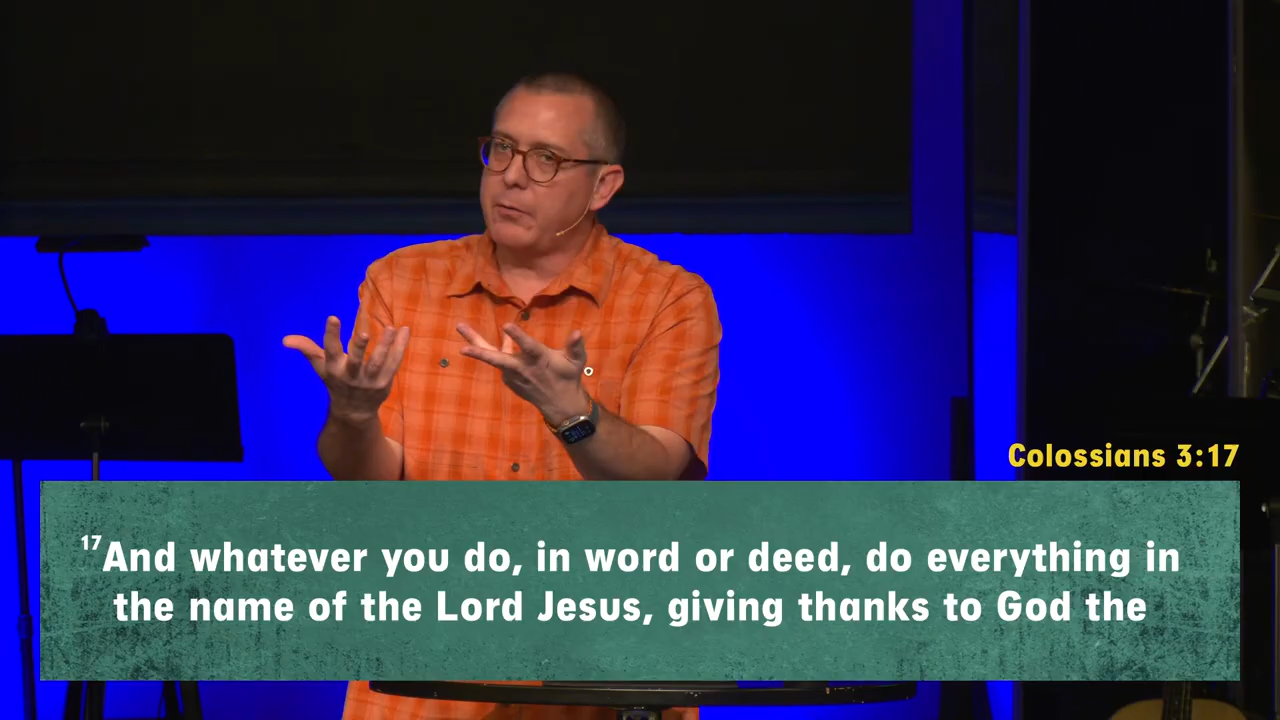 Colossians 3:17
17And whatever you do, in word or deed, do everything in
the name of the Lord Jesus, giving thanks to God the